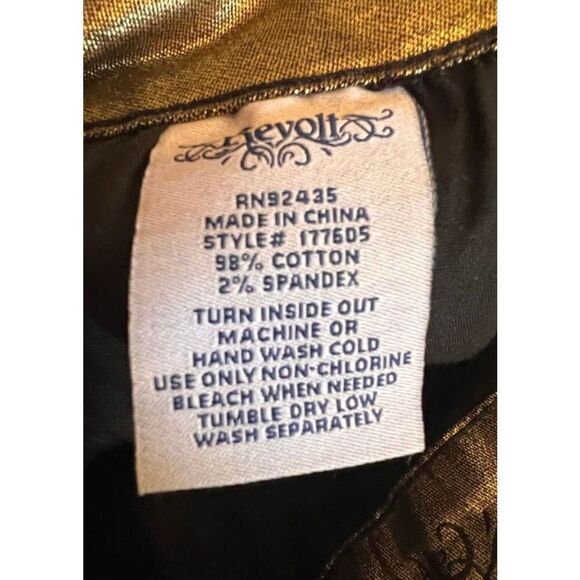 Revolt
RN92435
MADE IN CHINA
STYLE# 177605
98% COTTON
2% SPANDEX
TURN INSIDE OUT
MACHINE OR
HAND WASH COLD
USE ONLY NON-CHLORINE
BLEACH WHEN NEEDED
TUMBLE DRY LOW
WASH SEPARATELY